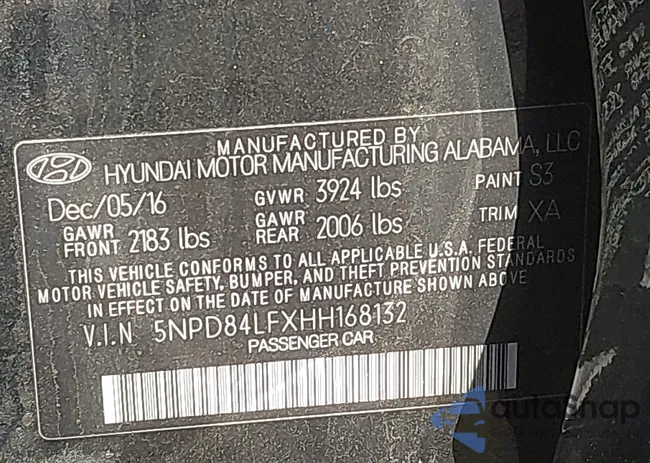 MANUFACTURED BY
HYUNDAI MOTOR MANUFACTURING ALABAMA, LLC
Dec/05/16 GVWR 3924 lbs PAINT S3
GAWR FRONT 2183 lbs GAWR REAR 2006 lbs TRIM XA
THIS VEHICLE CONFORMS TO ALL APPLICABLE U.S.A. FEDERAL
MOTOR VEHICLE SAFETY, BUMPER, AND THEFT PREVENTION STANDARDS
IN EFFECT ON THE DATE OF MANUFACTURE SHOWN ABOVE
V.I.N 5NPD84LFXHH168132
PASSENGER CAR
autosnap